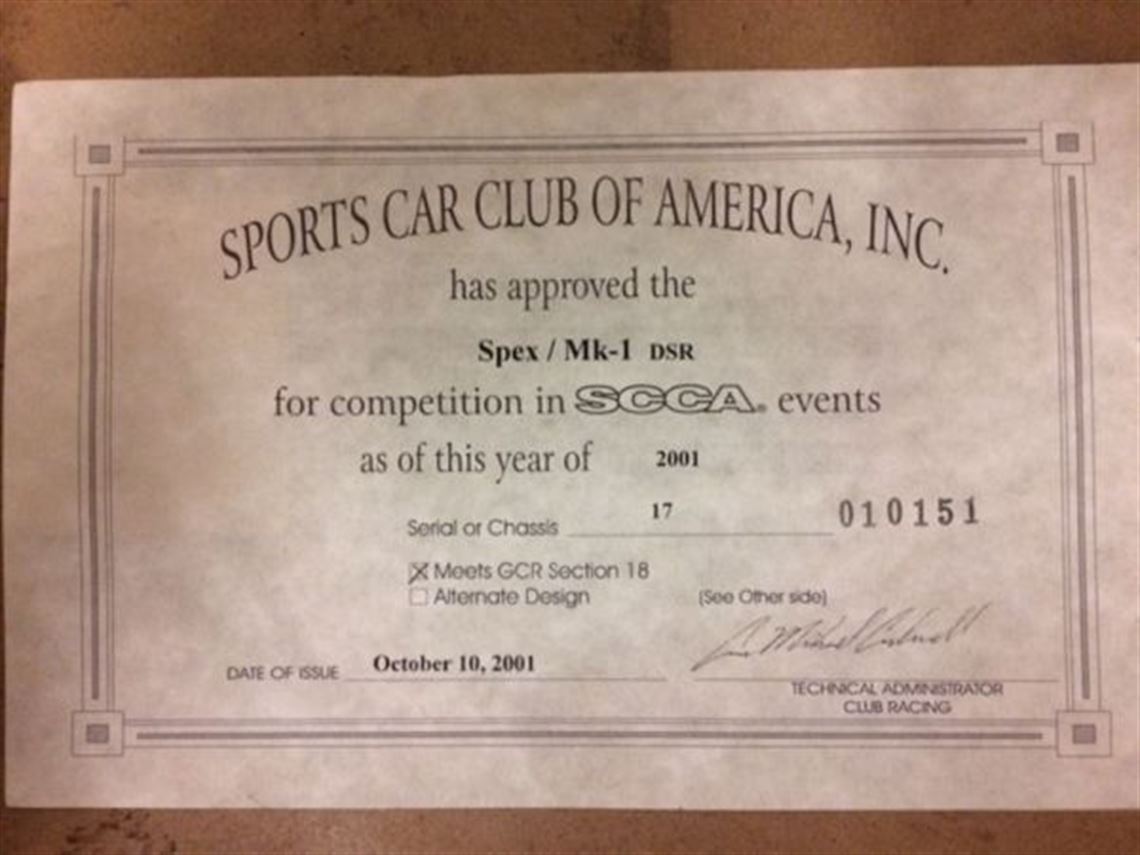 SPORTS CAR CLUB OF AMERICA, INC.
has approved the
Spex / Mk-1 DSR
for competition in SCCA® events
as of this year of 2001
Serial or Chassis 17 010151
☒ Meets GCR Section 18
☐ Alternate Design (See Other side)
DATE OF ISSUE October 10, 2001
TECHNICAL ADMINISTRATOR
CLUB RACING